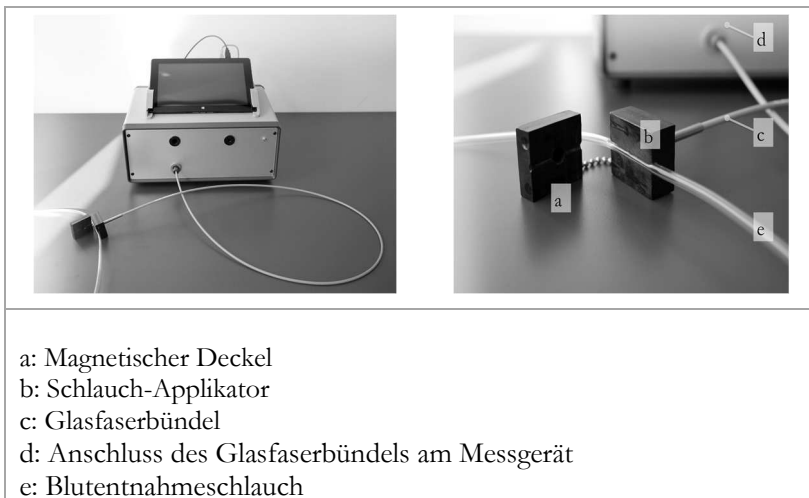 d
b
c
a
e
a: Magnetischer Deckel
b: Schlauch-Applikator
c: Glasfaserbündel
d: Anschluss des Glasfaserbündels am Messgerät
e: Blutentnahmeschlauch